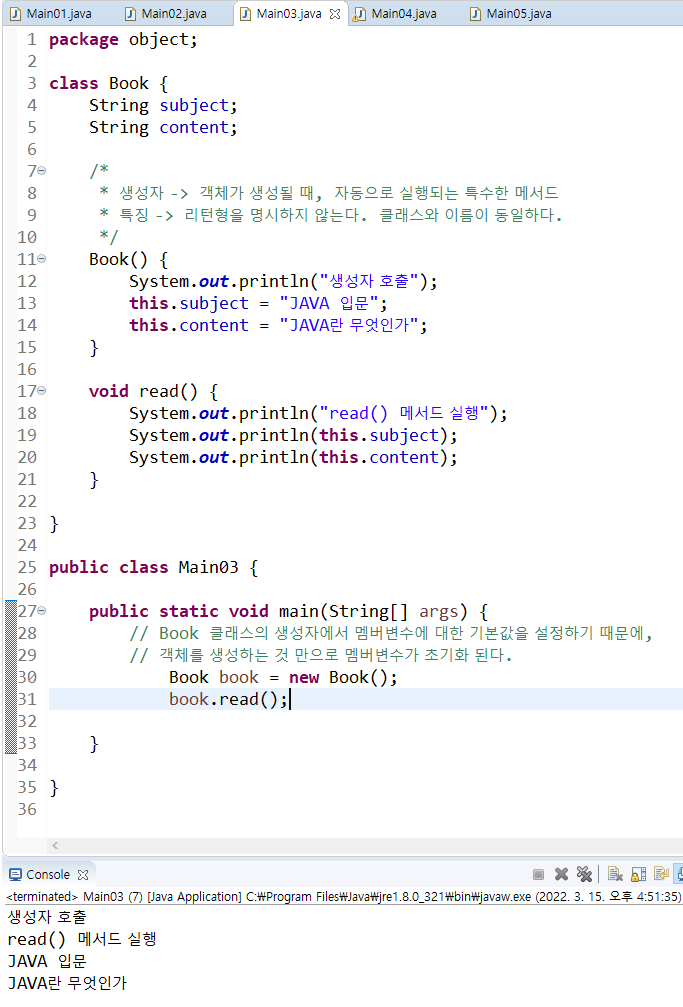 Main01.java Main02.java Main03.java Main04.java Main05.java
1 package object;
2
3 class Book {
4     String subject;
5     String content;
6
7     /*
8      * 생성자 -> 객체가 생성될 때, 자동으로 실행되는 특수한 메서드
9      * 특징 -> 리턴형을 명시하지 않는다. 클래스와 이름이 동일하다.
10      */
11     Book() {
12         System.out.println("생성자 호출");
13         this.subject = "JAVA 입문";
14         this.content = "JAVA란 무엇인가";
15     }
16
17     void read() {
18         System.out.println("read() 메서드 실행");
19         System.out.println(this.subject);
20         System.out.println(this.content);
21     }
22
23 }
24
25 public class Main03 {
26
27     public static void main(String[] args) {
28         // Book 클래스의 생성자에서 멤버변수에 대한 기본값을 설정하기 때문에,
29         // 객체를 생성하는 것 만으로 멤버변수가 초기화 된다.
30             Book book = new Book();
31             book.read();
32
33     }
34
35 }
36
Console
<terminated> Main03 (7) [Java Application] C:₩Program Files₩Java₩jre1.8.0_321₩bin₩javaw.exe (2022. 3. 15. 오후 4:51:35)
생성자 호출
read() 메서드 실행
JAVA 입문
JAVA란 무엇인가